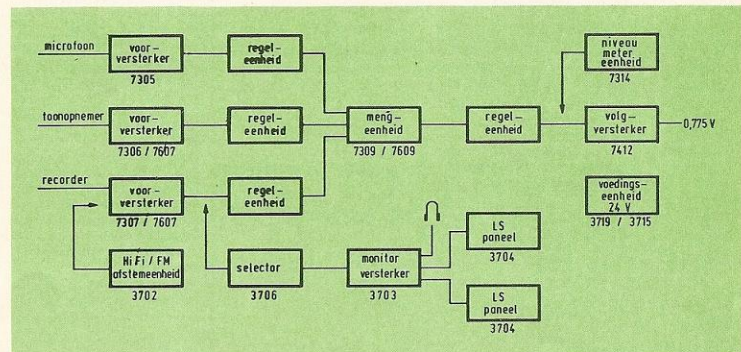 microfoon
voor-
versterker
7305
regel-
eenheid
niveau
meter
eenheid
7314
toonopnemer
voor-
versterker
7306 / 7607
regel-
eenheid
meng-
eenheid
7309 / 7609
regel-
eenheid
volg-
versterker
7412
0,775 V
recorder
voor-
versterker
7307 / 7607
regel-
eenheid
voedings-
eenheid
24 V
3719 / 3715
HiFi / FM
afstemeenheid
3702
selector
3706
monitor
versterker
3703
LS
paneel
3704
LS
paneel
3704